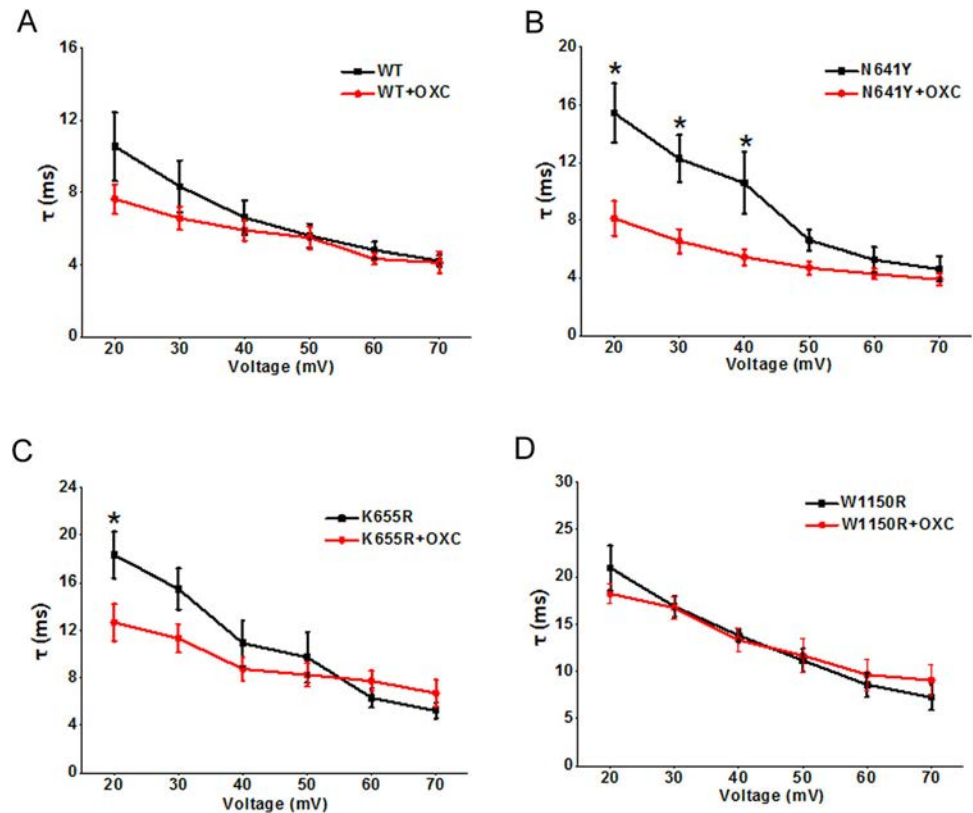 A
16
12
8
4
0
τ (ms)
WT
WT+OXC
20 30 40 50 60 70
Voltage (mV)
B
20
16
12
8
4
0
τ (ms)
* * *
N641Y
N641Y+OXC
20 30 40 50 60 70
Voltage (mV)
C
24
20
16
12
8
4
0
τ (ms)
*
K655R
K655R+OXC
20 30 40 50 60 70
Voltage (mV)
D
30
25
20
15
10
5
0
τ (ms)
W1150R
W1150R+OXC
20 30 40 50 60 70
Voltage (mV)